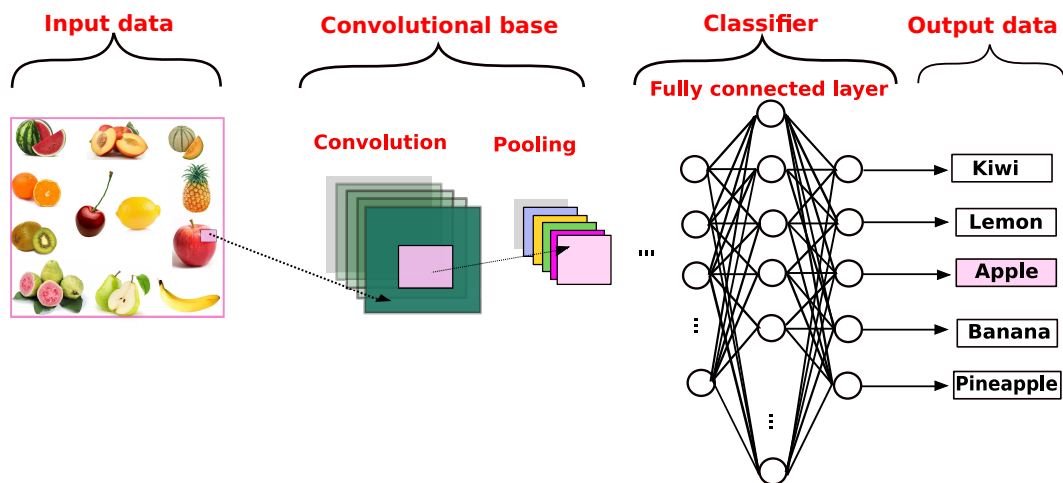 Input data
Convolutional base
Classifier
Output data
Fully connected layer
Convolution
Pooling
...
...
...
Kiwi
Lemon
Apple
Banana
Pineapple